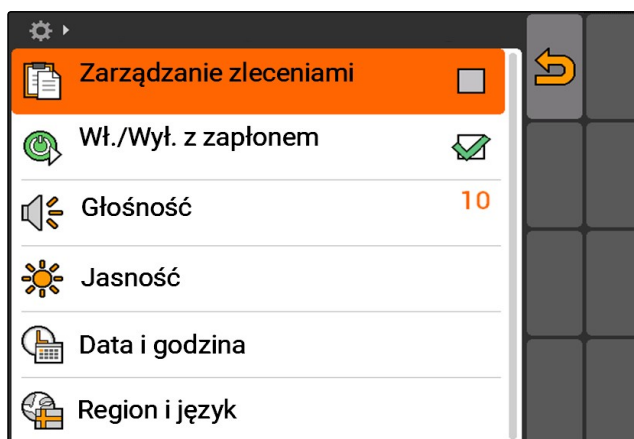 Zarządzanie zleceniami
Wł./Wył. z zapłonem
Głośność
10
Jasność
Data i godzina
Region i język